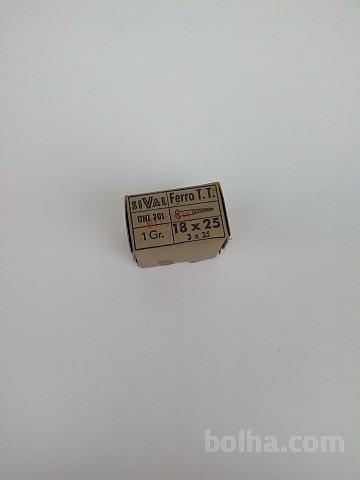 SIVAL
Ferro T.T.
UNI 701
1 Gr.
18 x 25
3 x 25
bolha.com